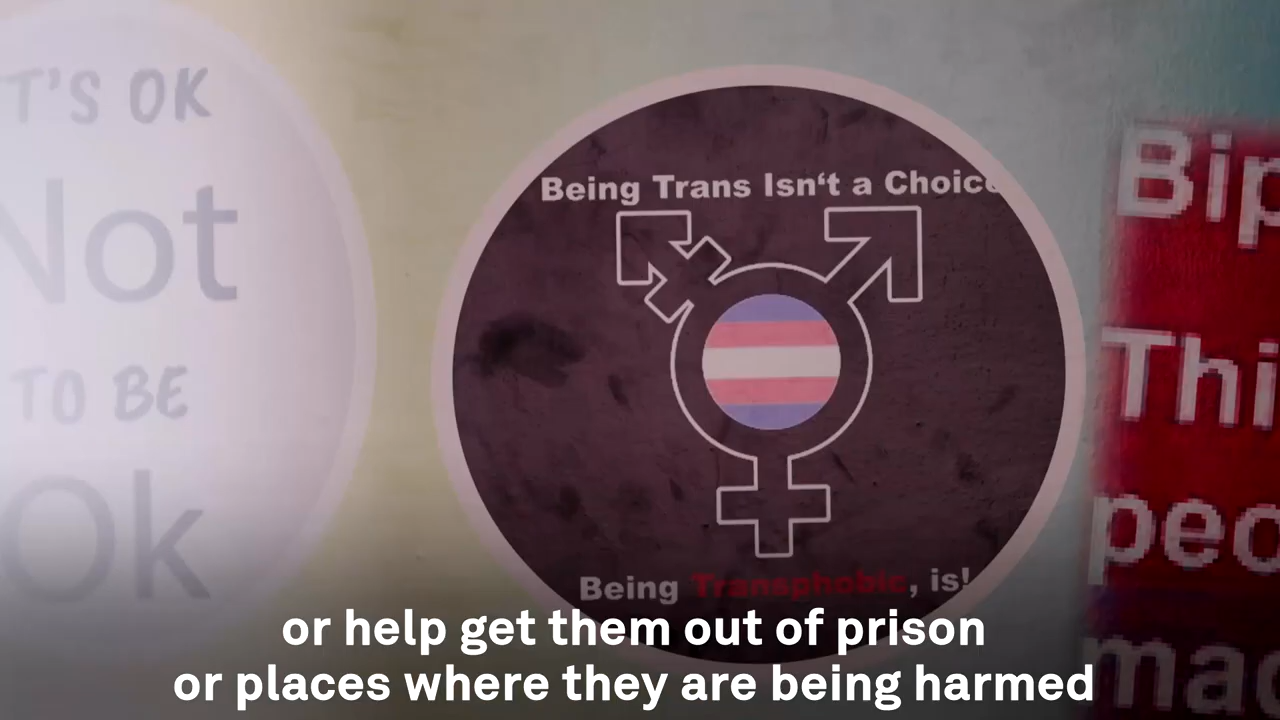 T'S OK
Not
TO BE
Ok
Being Trans Isn‘t a Choice
Being Transphobic, is!
Bip
Thi
peo
mad
or help get them out of prison
or places where they are being harmed